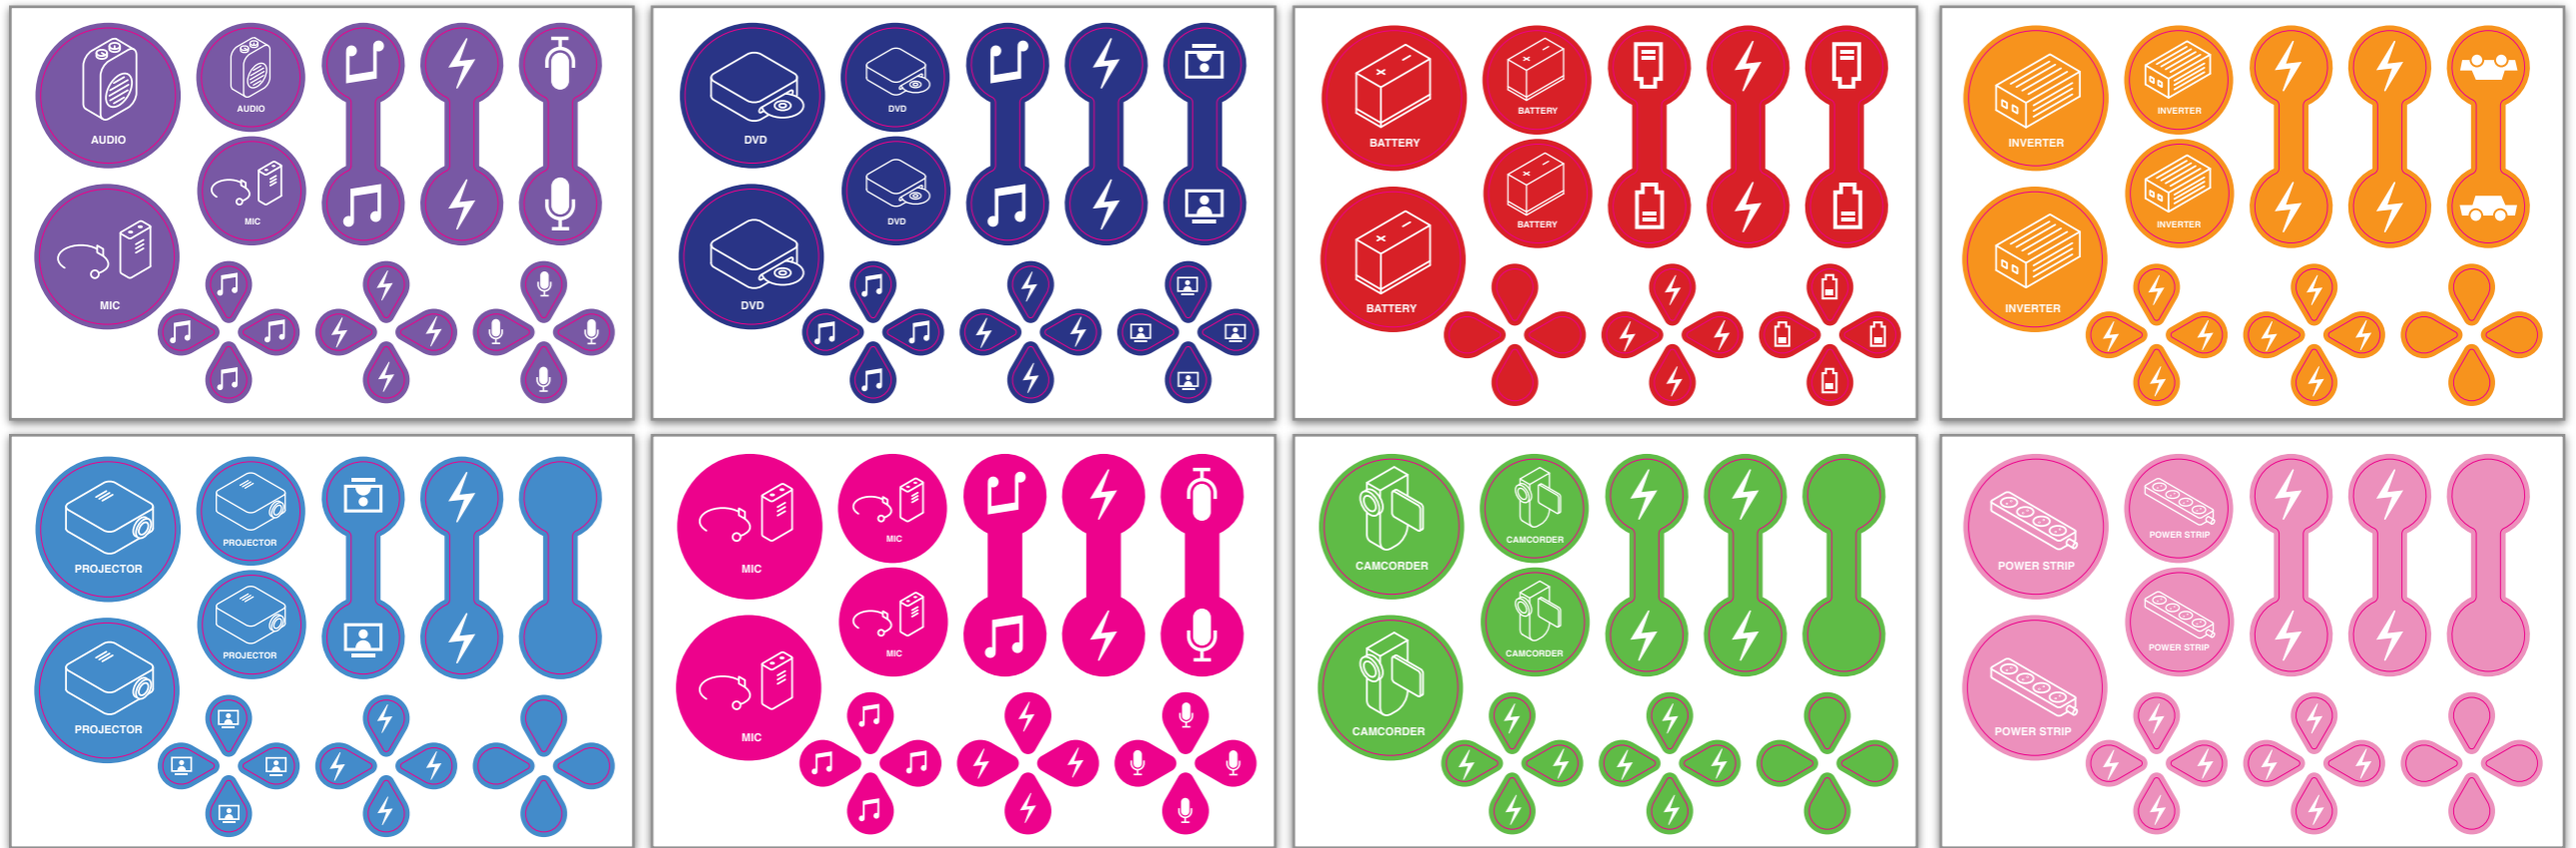 AUDIO
AUDIO
MIC
MIC
DVD
DVD
DVD
DVD
BATTERY
BATTERY
BATTERY
BATTERY
INVERTER
INVERTER
INVERTER
INVERTER
PROJECTOR
PROJECTOR
PROJECTOR
PROJECTOR
MIC
MIC
MIC
MIC
CAMCORDER
CAMCORDER
CAMCORDER
CAMCORDER
POWER STRIP
POWER STRIP
POWER STRIP
POWER STRIP